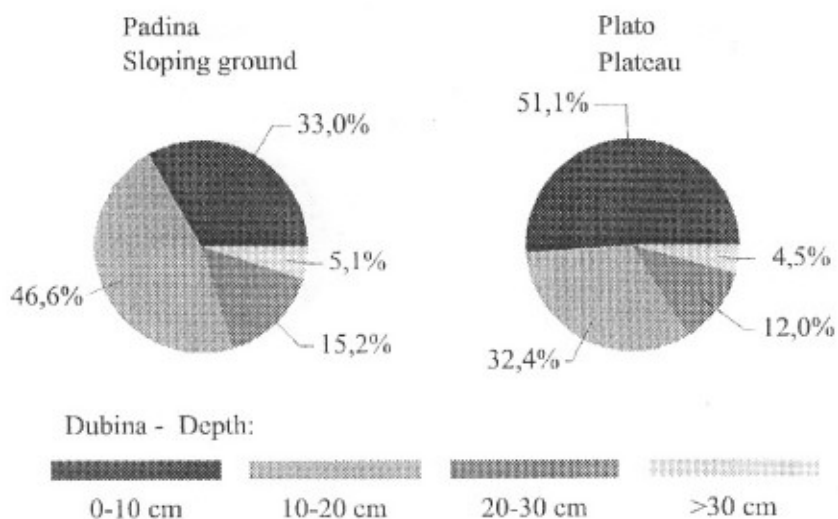 Padina
Sloping ground
Plato
Plateau
33,0%
51,1%
5,1%
4,5%
46,6%
15,2%
12,0%
32,4%
Dubina - Depth:
0-10 cm
10-20 cm
20-30 cm
>30 cm